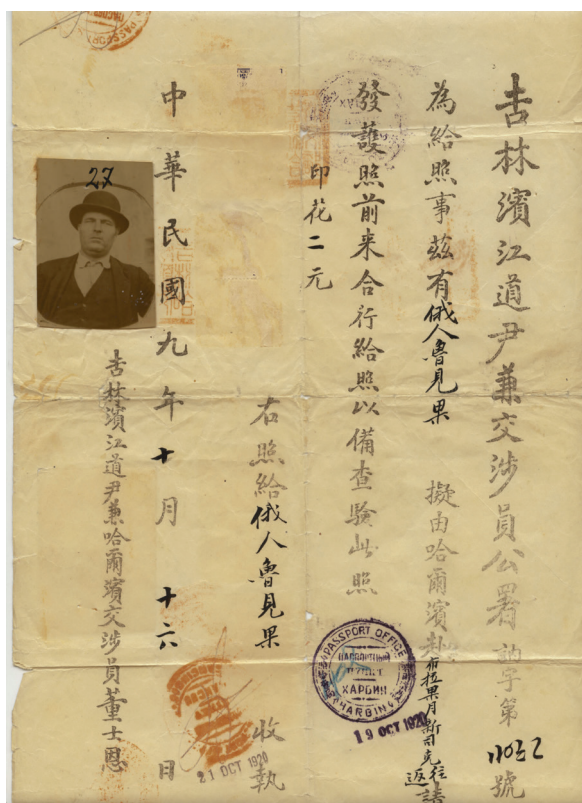 吉林濱江道尹兼交涉員公署
字第
號
為給照事茲有俄人魯見果
擬由哈爾濱赴布拉果月斯克往返請
發護照前来合行給照以備查驗此照
印花二元
右照給俄人魯見果
收執
中華民國九年十月十六日
吉林濱江道尹兼哈爾濱交涉員董士恩
27
PASSPORT OFFICE
ПАСПОРТНЫЙ
ПУНКТ
ХАРБИН
HARBIN
19 OCT 1920
21 OCT 1920